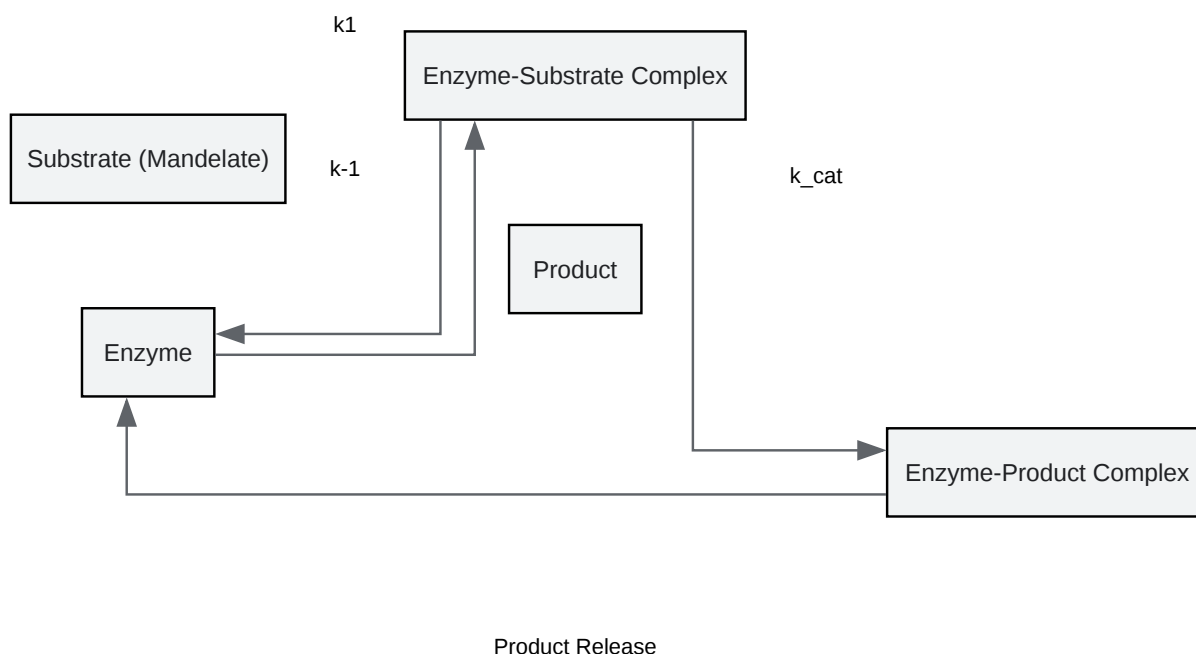 k1
Enzyme-Substrate Complex
Substrate (Mandelate)
k-1
k_cat
Product
Enzyme
Enzyme-Product Complex
Product Release